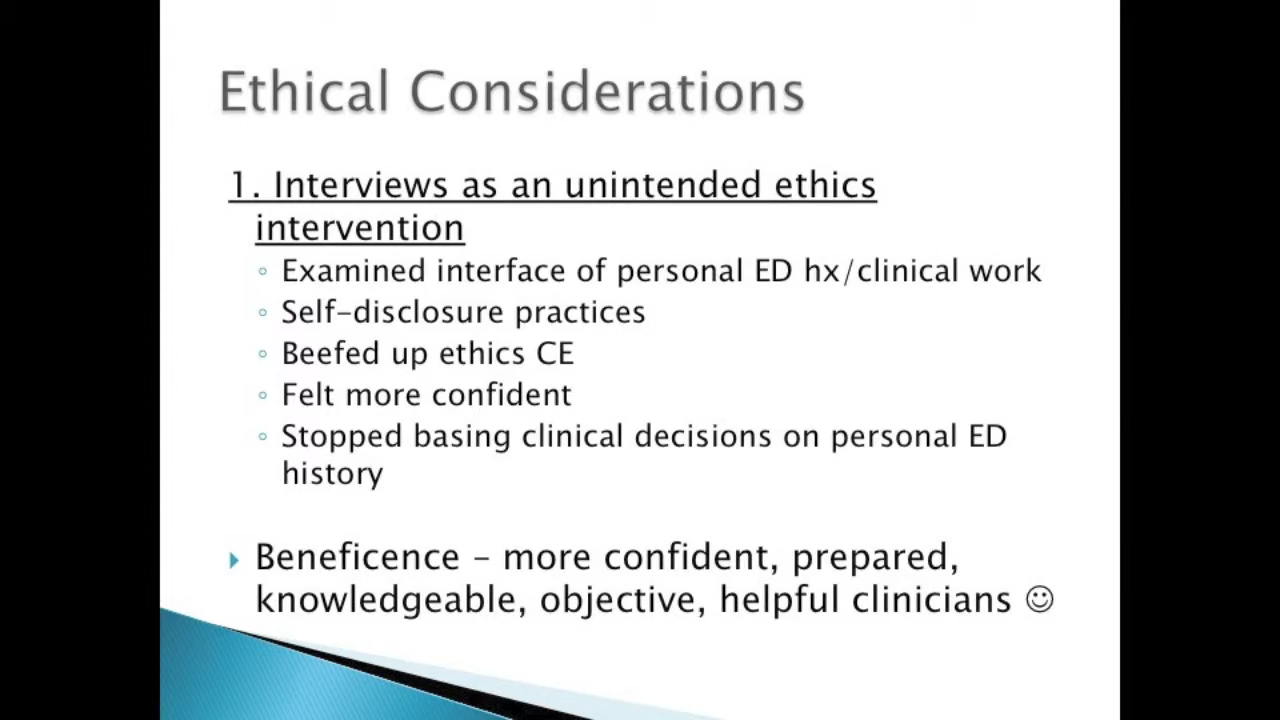 Ethical Considerations
1. Interviews as an unintended ethics
intervention
◦ Examined interface of personal ED hx/clinical work
◦ Self-disclosure practices
◦ Beefed up ethics CE
◦ Felt more confident
◦ Stopped basing clinical decisions on personal ED
history
Beneficence – more confident, prepared,
knowledgeable, objective, helpful clinicians ☺